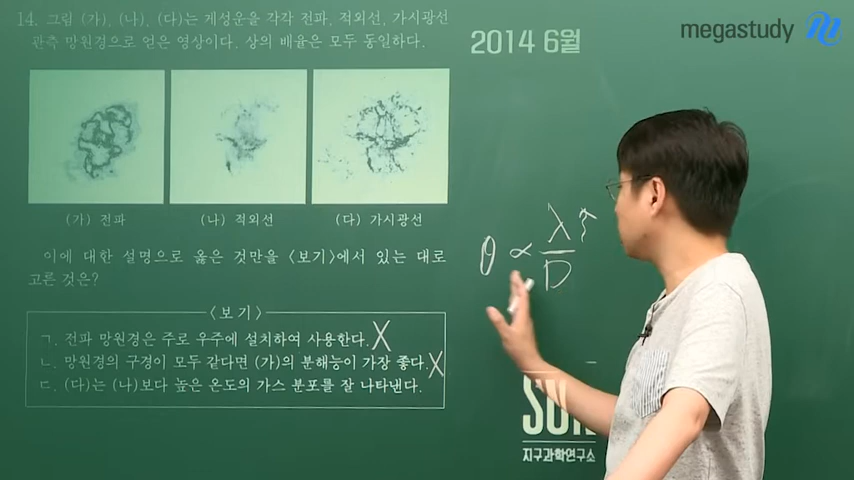 14. 그림 (가), (나), (다)는 게성운을 각각 전파, 적외선, 가시광선
관측 망원경으로 얻은 영상이다. 상의 배율은 모두 동일하다.
2014 6월
megastudy
(가) 전파
(나) 적외선
(다) 가시광선
이에 대한 설명으로 옳은 것만을 <보기>에서 있는 대로
고른 것은?
<보기>
ㄱ. 전파 망원경은 주로 우주에 설치하여 사용한다. X
ㄴ. 망원경의 구경이 모두 같다면 (가)의 분해능이 가장 좋다. X
ㄷ. (다)는 (나)보다 높은 온도의 가스 분포를 잘 나타낸다.
θ ∝ λ/D ↑
지구과학연구소